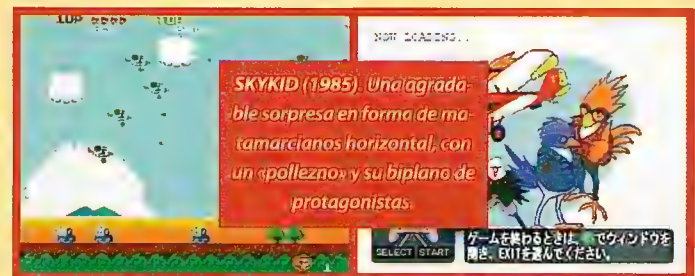 1UP
NOW LOADING..
SKYKID (1985). Una agrada-
ble sorpresa en forma de ma-
tamarcianos horizontal, con
un «pollezno» y su biplano de
protagonistas.
SELECT START
ゲームを終わるときは、 でウィンドウを
開き、EXITを選んでください。
1